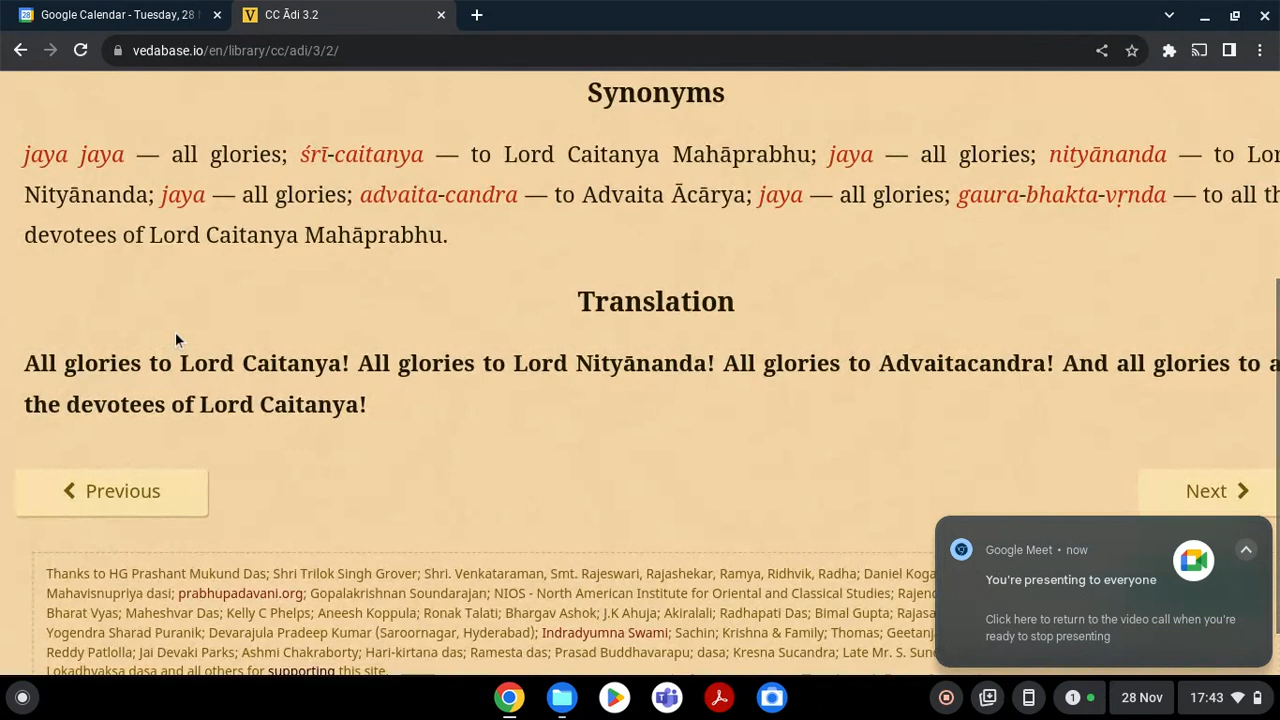 Google Calendar - Tuesday, 28
CC Ādi 3.2
vedabase.io/en/library/cc/adi/3/2/
Synonyms
jaya jaya — all glories; śrī-caitanya — to Lord Caitanya Mahāprabhu; jaya — all glories; nityānanda — to
Nityānanda; jaya — all glories; advaita-candra — to Advaita Ācārya; jaya — all glories; gaura-bhakta-vṛnda — to all
devotees of Lord Caitanya Mahāprabhu.
Translation
All glories to Lord Caitanya! All glories to Lord Nityānanda! All glories to Advaitacandra! And all glories to
the devotees of Lord Caitanya!
Previous
Next
Thanks to HG Prashant Mukund Das; Shri Trilok Singh Grover; Shri. Venkataraman, Smt. Rajeswari, Rajashekar, Ramya, Ridhvik, Radha; Daniel
Mahavisnupriya dasi; prabhupadavani.org; Gopalakrishnan Soundarajan; NIOS - North American Institute for Oriental and Classical Studies;
Bharat Vyas; Maheshvar Das; Kelly C Phelps; Aneesh Koppula; Ronak Talati; Bhargav Ashok; J.K Ahuja; Akiralali; Radhapati Das; Bimal Gupta;
Yogendra Sharad Puranik; Devarajula Pradeep Kumar (Saroornagar, Hyderabad); Indradyumna Swami; Sachin; Krishna & Family; Thomas;
Reddy Patlolla; Jai Devaki Parks; Ashmi Chakraborty; Hari-kirtana das; Ramesta das; Prasad Buddhavarapu; dasa; Kresna Sucandra; Late Mr. S.
Lokadhyaksa dasa and all others for supporting this site.
Google Meet • now
You're presenting to everyone
Click here to return to the video call when you're
ready to stop presenting
1
28 Nov
17:43